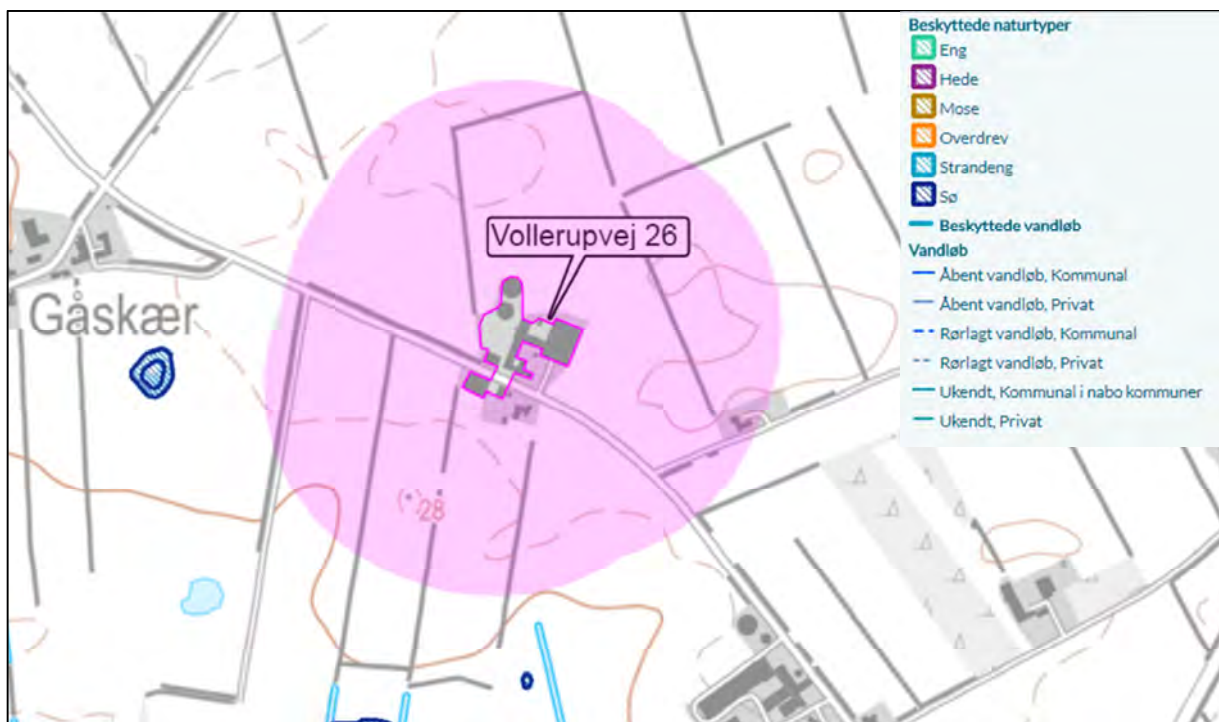 Vollerupvej 26
Gåskær
28
Beskyttede naturtyper
Eng
Hede
Mose
Overdrev
Strandeng
Sø
Beskyttede vandløb
Vandløb
Åbent vandløb, Kommunal
Åbent vandløb, Privat
Rørlagt vandløb, Kommunal
Rørlagt vandløb, Privat
Ukendt, Kommunal i nabo kommuner
Ukendt, Privat